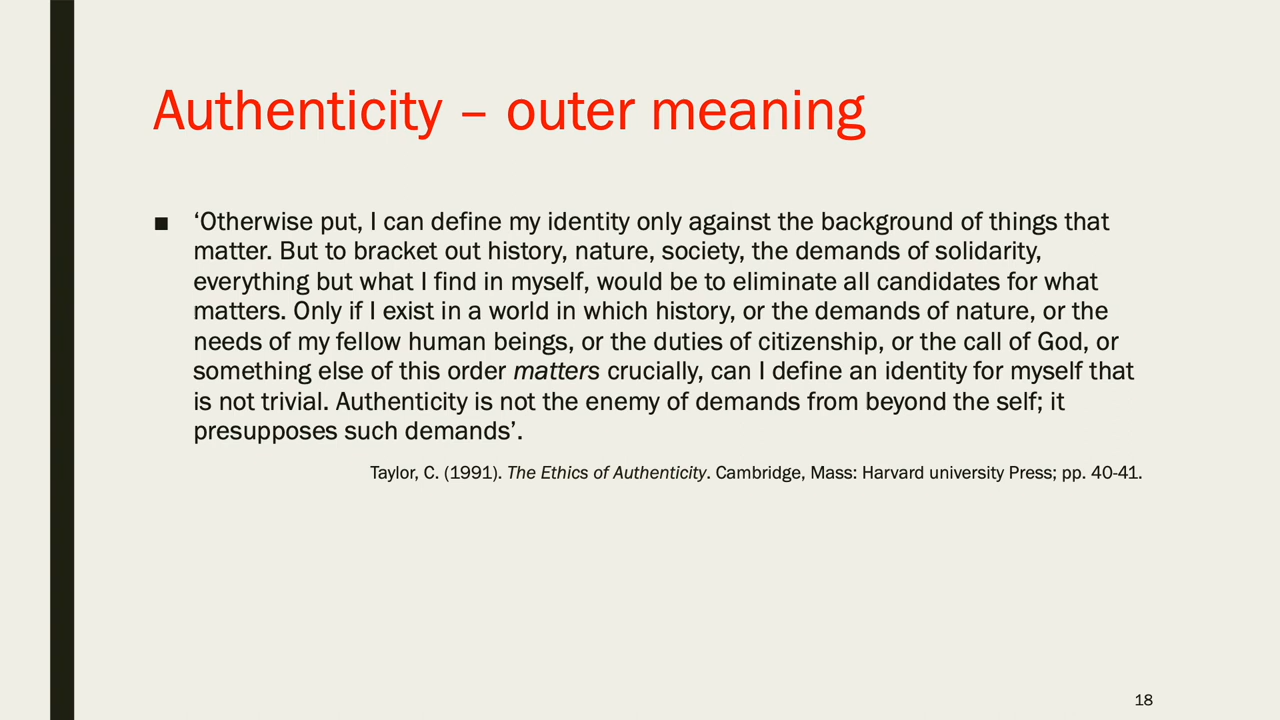 Authenticity – outer meaning
■ ‘Otherwise put, I can define my identity only against the background of things that
matter. But to bracket out history, nature, society, the demands of solidarity,
everything but what I find in myself, would be to eliminate all candidates for what
matters. Only if I exist in a world in which history, or the demands of nature, or the
needs of my fellow human beings, or the duties of citizenship, or the call of God, or
something else of this order matters crucially, can I define an identity for myself that
is not trivial. Authenticity is not the enemy of demands from beyond the self; it
presupposes such demands’.
Taylor, C. (1991). The Ethics of Authenticity. Cambridge, Mass: Harvard university Press; pp. 40-41.
18